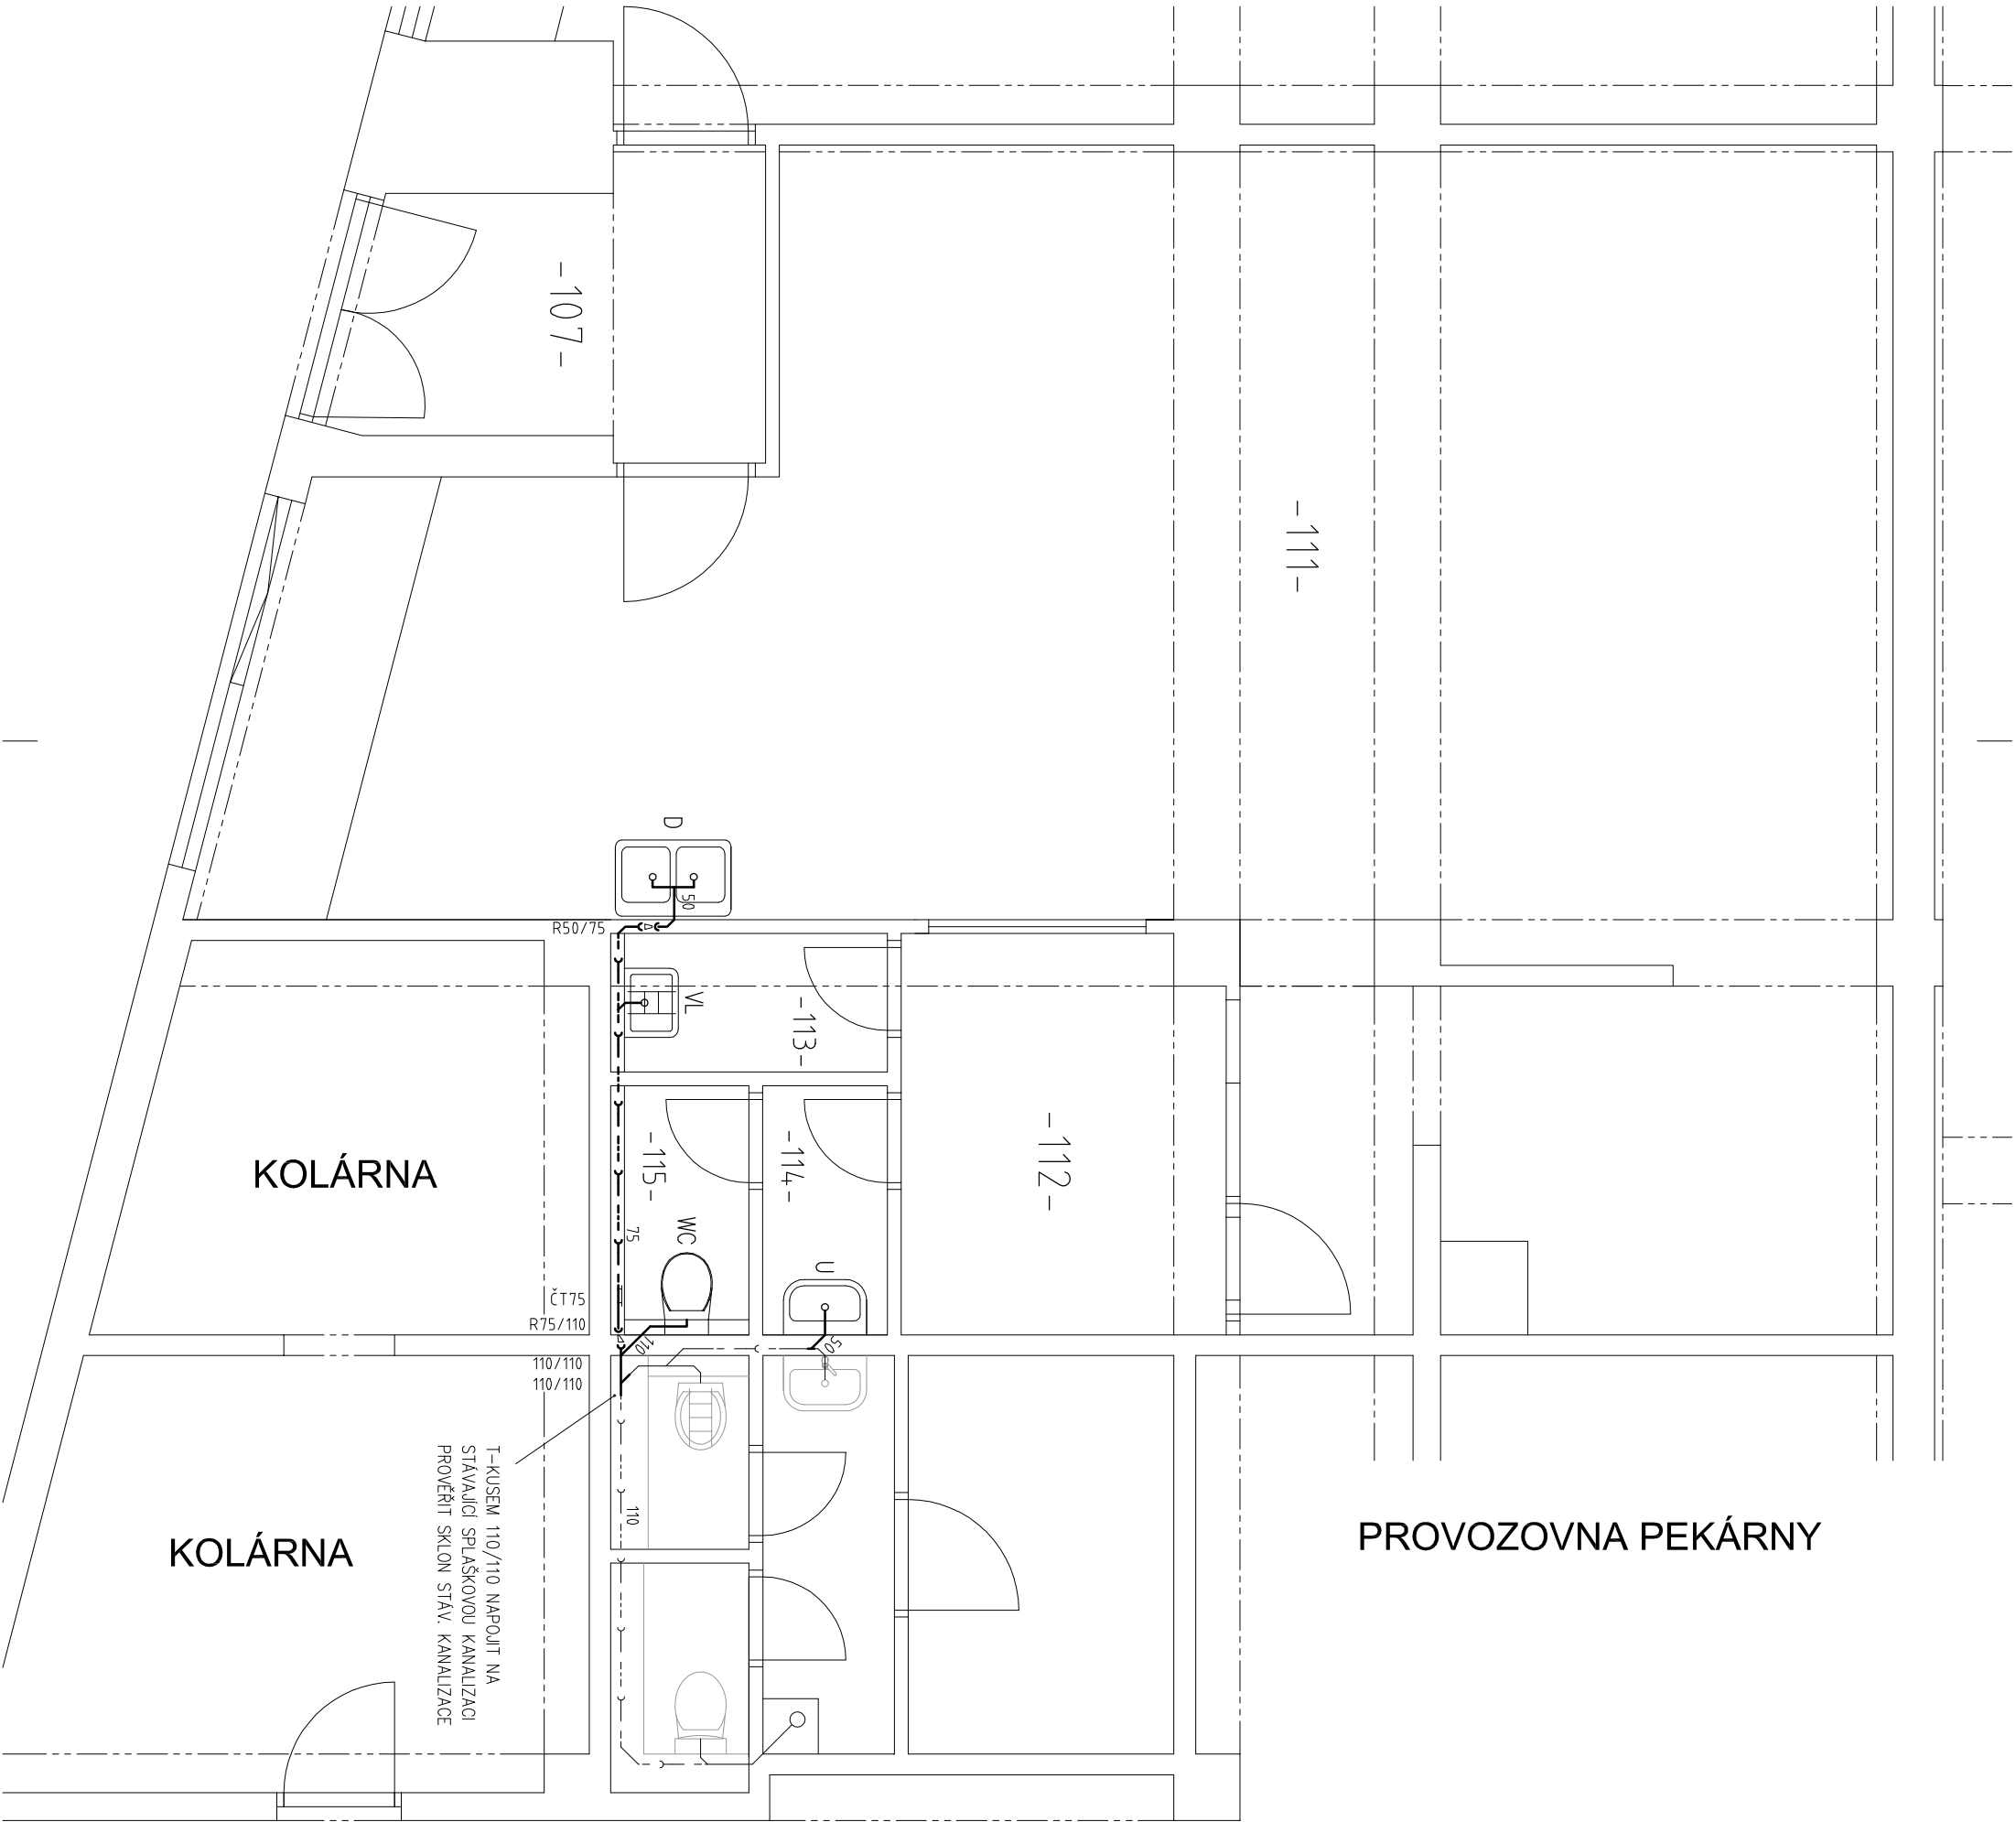 -107-
-111-
D
50
R50/75
VL
-113-
-112-
-115-
-114-
KOLÁRNA
WC
75
U
ČT75
R75/110
110
50
110/110
110/110
T-KUSEM 110/110 NAPOJIT NA
STÁVAJÍCÍ SPLAŠKOVOU KANALIZACI
PROVĚŘIT SKLON STÁV. KANALIZACE
110
KOLÁRNA
PROVOZOVNA PEKÁRNY